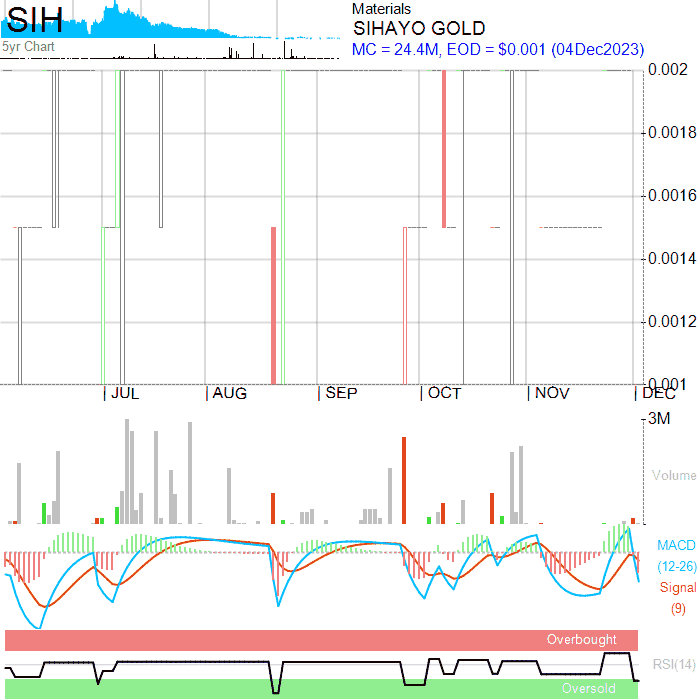 SIH
5yr Chart
Materials
SIHAYO GOLD
MC = 24.4M, EOD = $0.001 (04Dec2023)
0.002
0.0018
0.0016
0.0014
0.0012
0.001
JUL
AUG
SEP
OCT
NOV
DEC
3M
Volume
MACD
(12-26)
Signal
(9)
Overbought
RSI(14)
Oversold